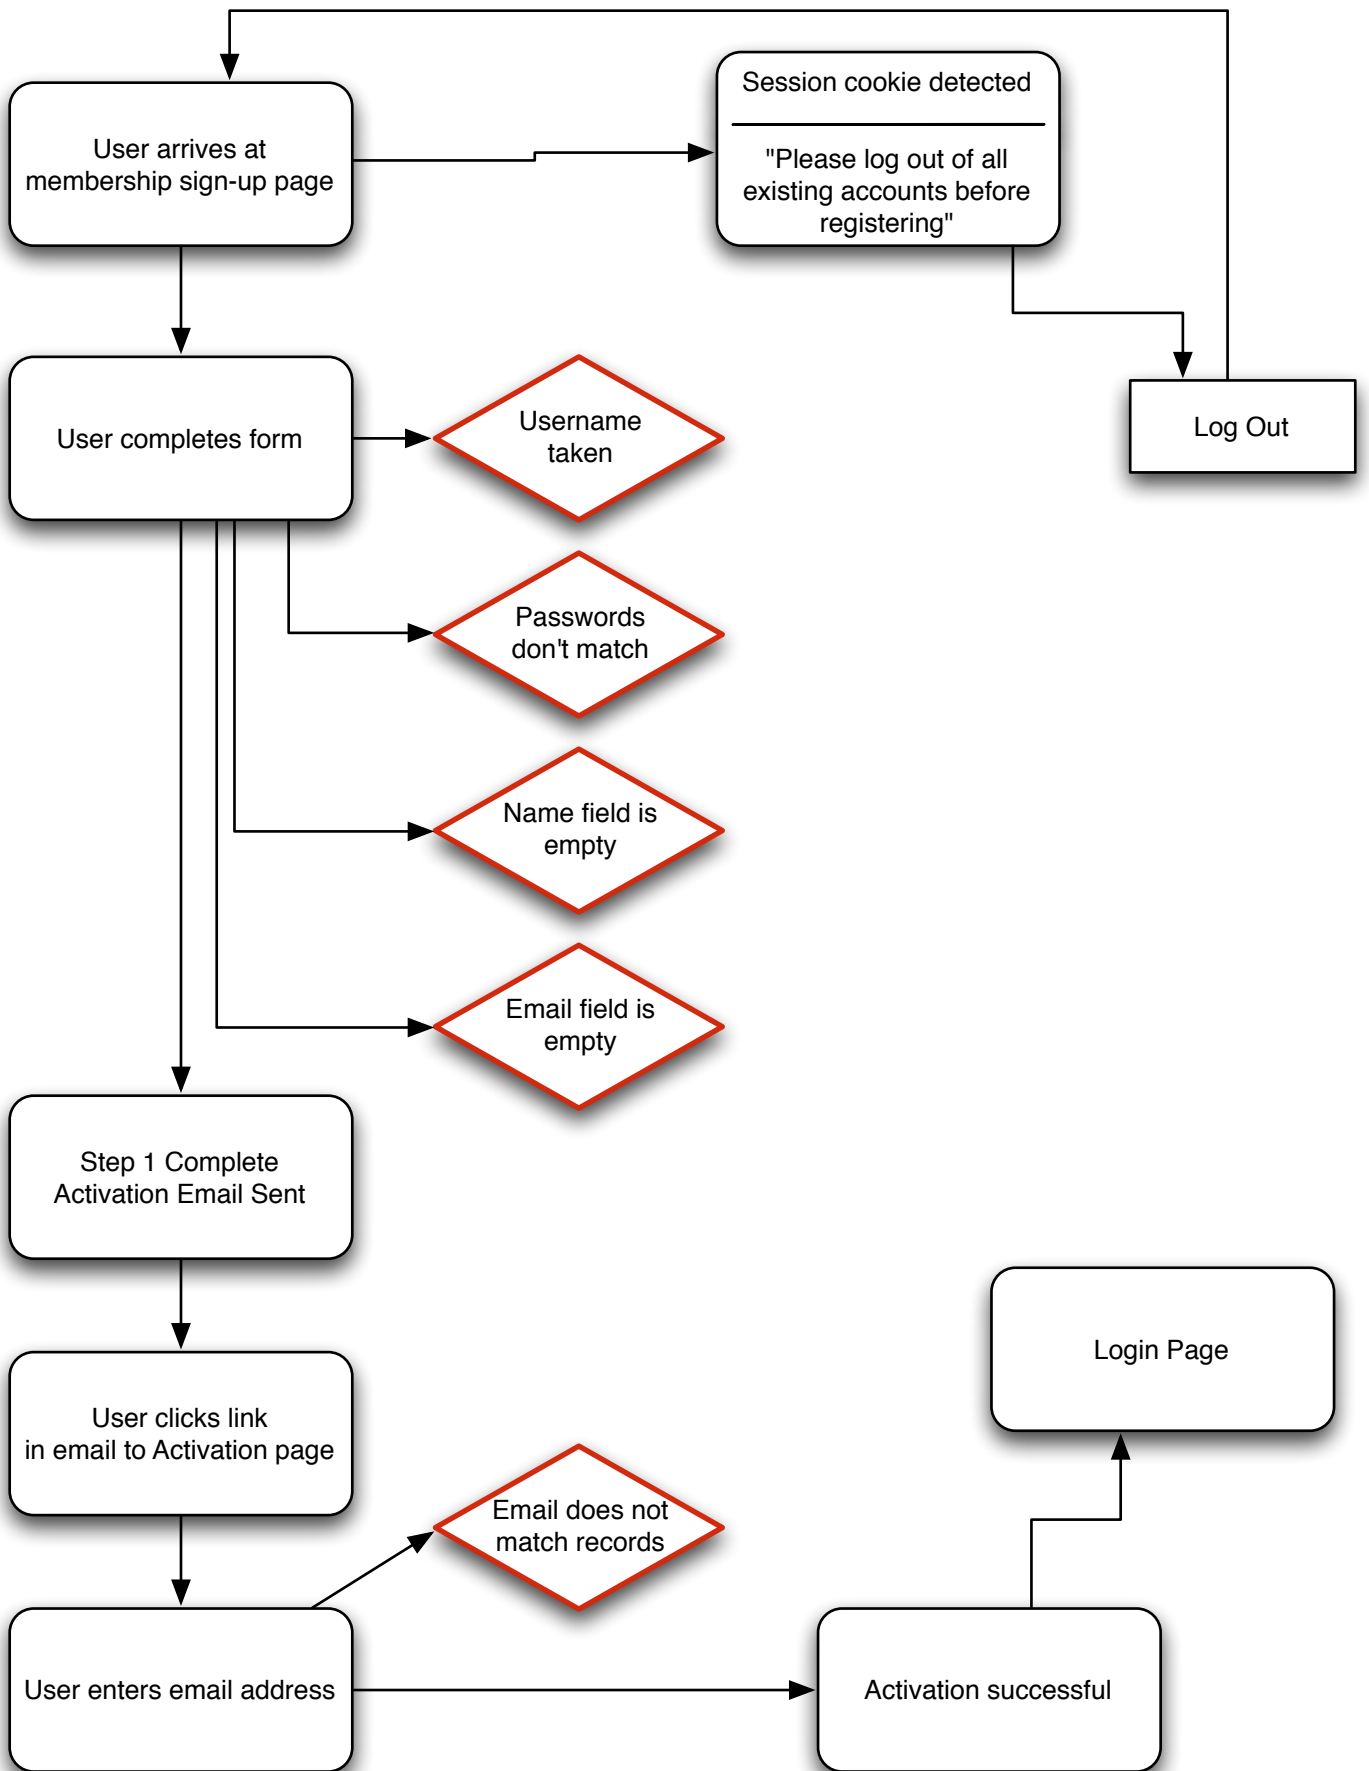 User arrives at
membership sign-up page
Session cookie detected
"Please log out of all
existing accounts before
registering"
User completes form
Username
taken
Log Out
Passwords
don't match
Name field is
empty
Email field is
empty
Step 1 Complete
Activation Email Sent
Login Page
User clicks link
in email to Activation page
Email does not
match records
User enters email address
Activation successful